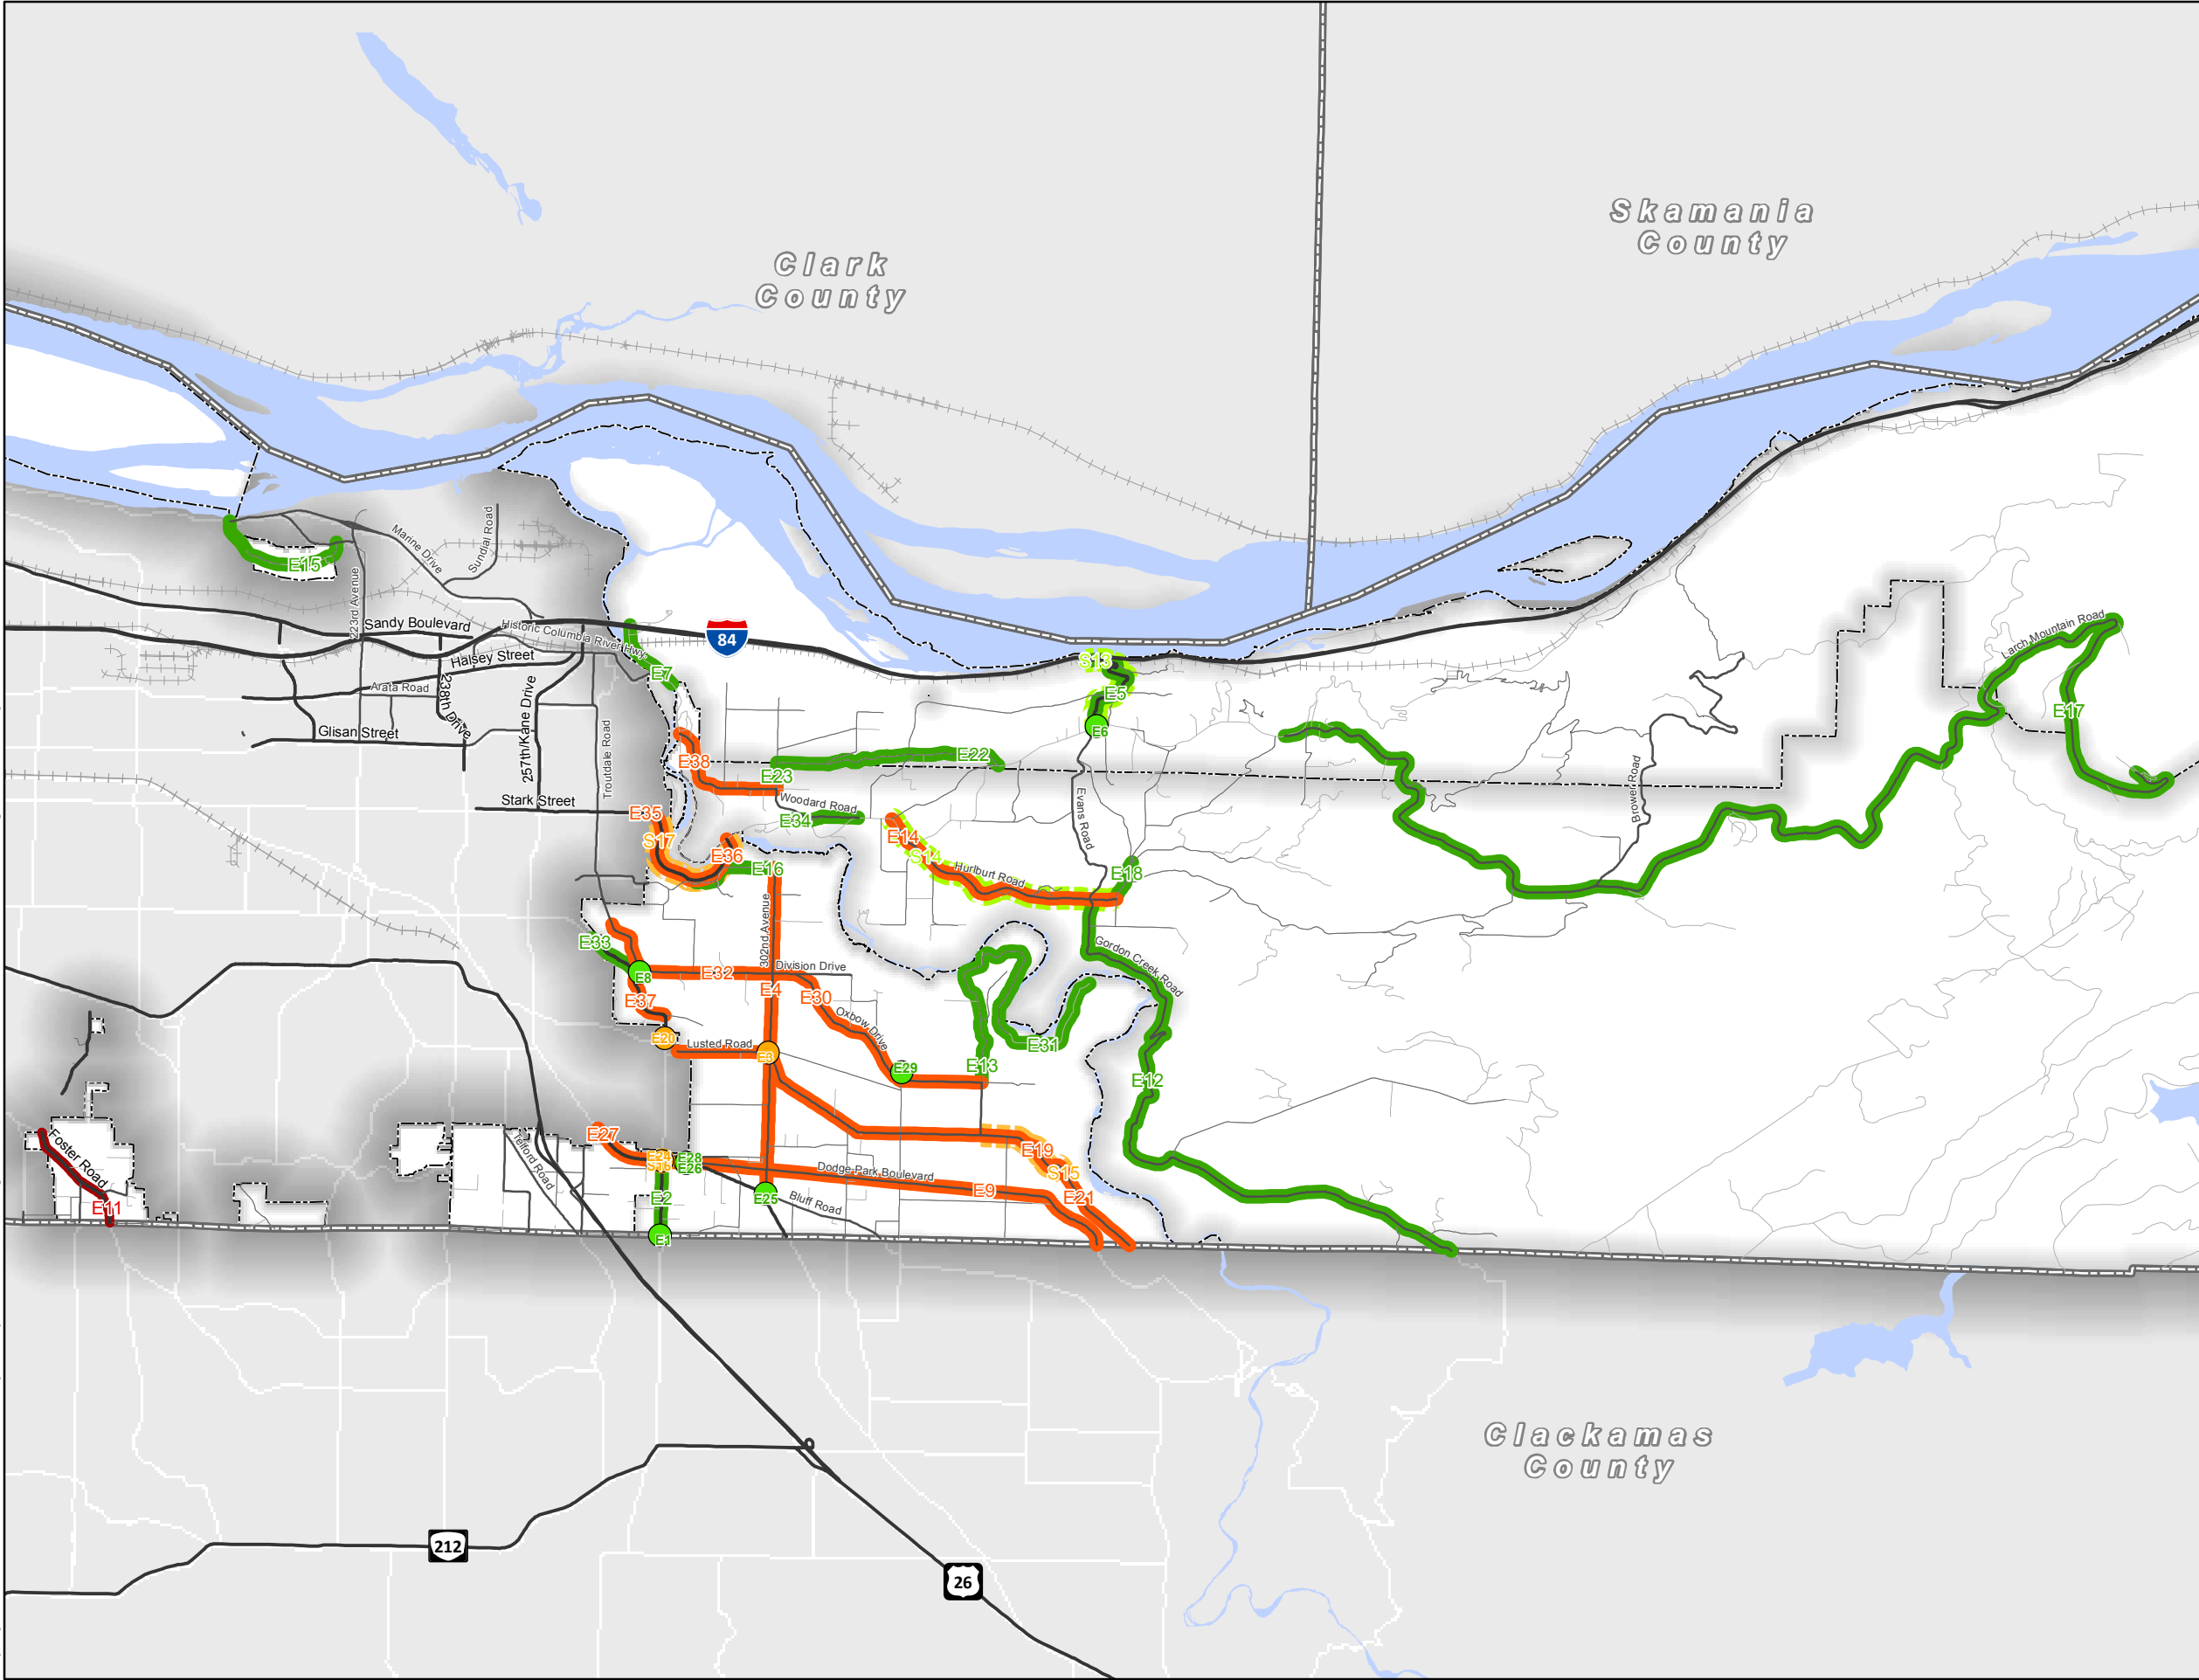 Skamania
County
Clark
County
Marine Drive
Sundial Road
E15
223rd Avenue
Sandy Boulevard
Historic Columbia River Hwy.
84
Larch Mountain Road
Halsey Street
S13
E7
Arata Road
238th Drive
257th/Kane Drive
E5
E17
Glisan Street
E6
Troutdale Road
E38
E22
E23
Brower Road
Stark Street
Woodard Road
E35
E34
Evans Road
S17
E14
S14
E36
E16
Hurlburt Road
E18
302nd Avenue
E33
Gordon Creek Road
Division Drive
E8
E32
E4
E30
E37
Oxbow Drive
E20
Lusted Road
E3
E31
E29
E13
E12
E27
Foster Road
Telford Road
E24
S16
E28
E26
E19
Dodge Park Boulevard
S15
E2
E25
E9
E21
Bluff Road
E11
E1
Clackamas
County
212
26